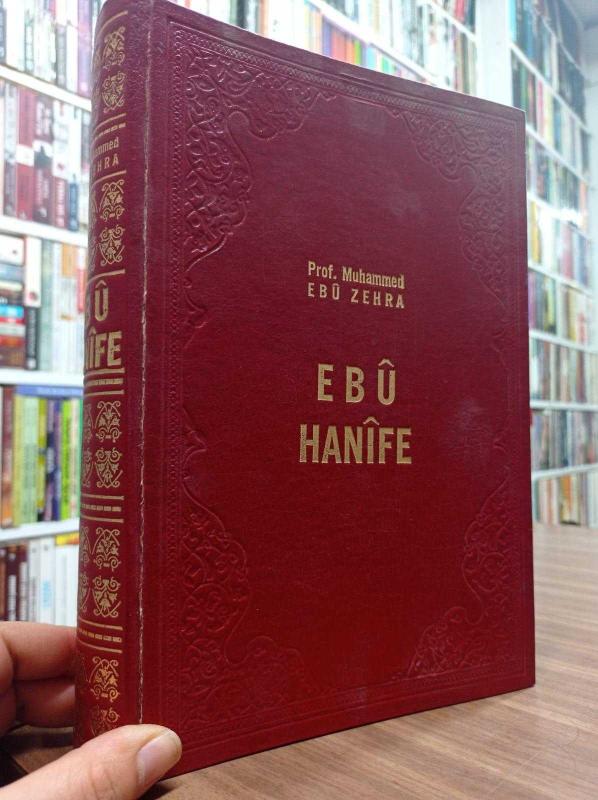 Prof. Muhammed
EBÛ ZEHRA
EBÛ
HANÎFE